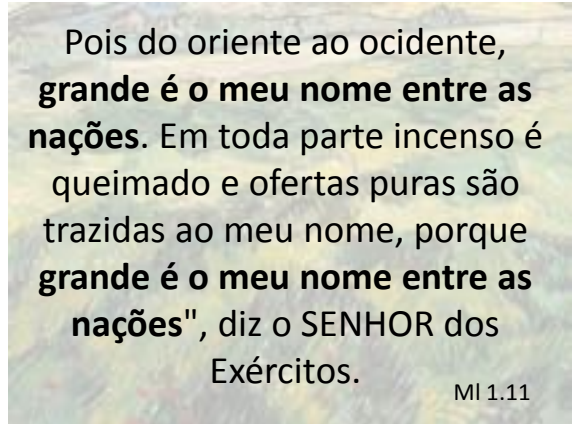 Pois do oriente ao ocidente,
grande é o meu nome entre as
nações. Em toda parte incenso é
queimado e ofertas puras são
trazidas ao meu nome, porque
grande é o meu nome entre as
nações", diz o SENHOR dos
Exércitos.
Ml 1.11